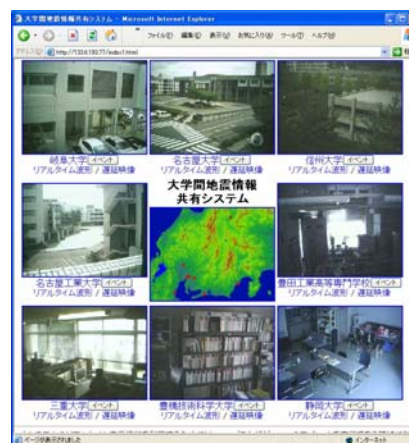 大学間地震情報共有システム - Microsoft Internet Explorer
ファイル(F) 編集(E) 表示(V) お気に入り(A) ツール(T) ヘルプ(H)
岐阜大学 イベント 名古屋大学 イベント 信州大学 イベント
リアルタイム波形 / 遅延映像 リアルタイム波形 / 遅延映像 リアルタイム波形 / 遅延映像
大学間地震情報
共有システム
名古屋工業大学 イベント 豊田工業高等専門学校 イベント
リアルタイム波形 / 遅延映像 リアルタイム波形 / 遅延映像
三重大学 イベント 豊橋技術科学大学 イベント 静岡大学 イベント
リアルタイム波形 / 遅延映像 リアルタイム波形 / 遅延映像 リアルタイム波形 / 遅延映像
ページが表示されました インターネット